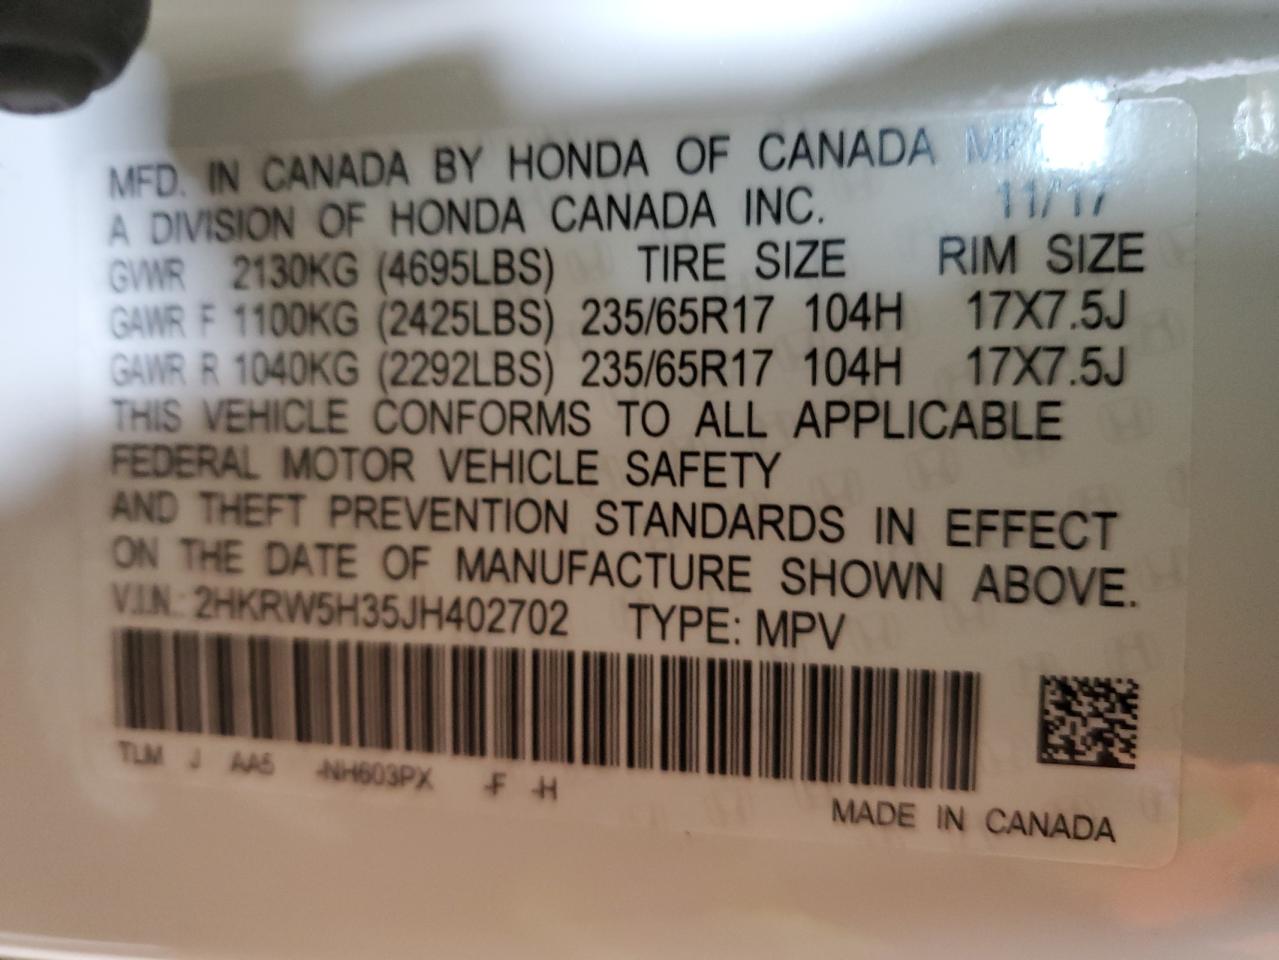 MFD. IN CANADA BY HONDA OF CANADA MFG.
A DIVISION OF HONDA CANADA INC. 11/17
GVWR 2130KG (4695LBS) TIRE SIZE RIM SIZE
GAWR F 1100KG (2425LBS) 235/65R17 104H 17X7.5J
GAWR R 1040KG (2292LBS) 235/65R17 104H 17X7.5J
THIS VEHICLE CONFORMS TO ALL APPLICABLE
FEDERAL MOTOR VEHICLE SAFETY
AND THEFT PREVENTION STANDARDS IN EFFECT
ON THE DATE OF MANUFACTURE SHOWN ABOVE.
V.I.N.: 2HKRW5H35JH402702 TYPE: MPV
TLM J AA5 -NH603PX -F -H
MADE IN CANADA